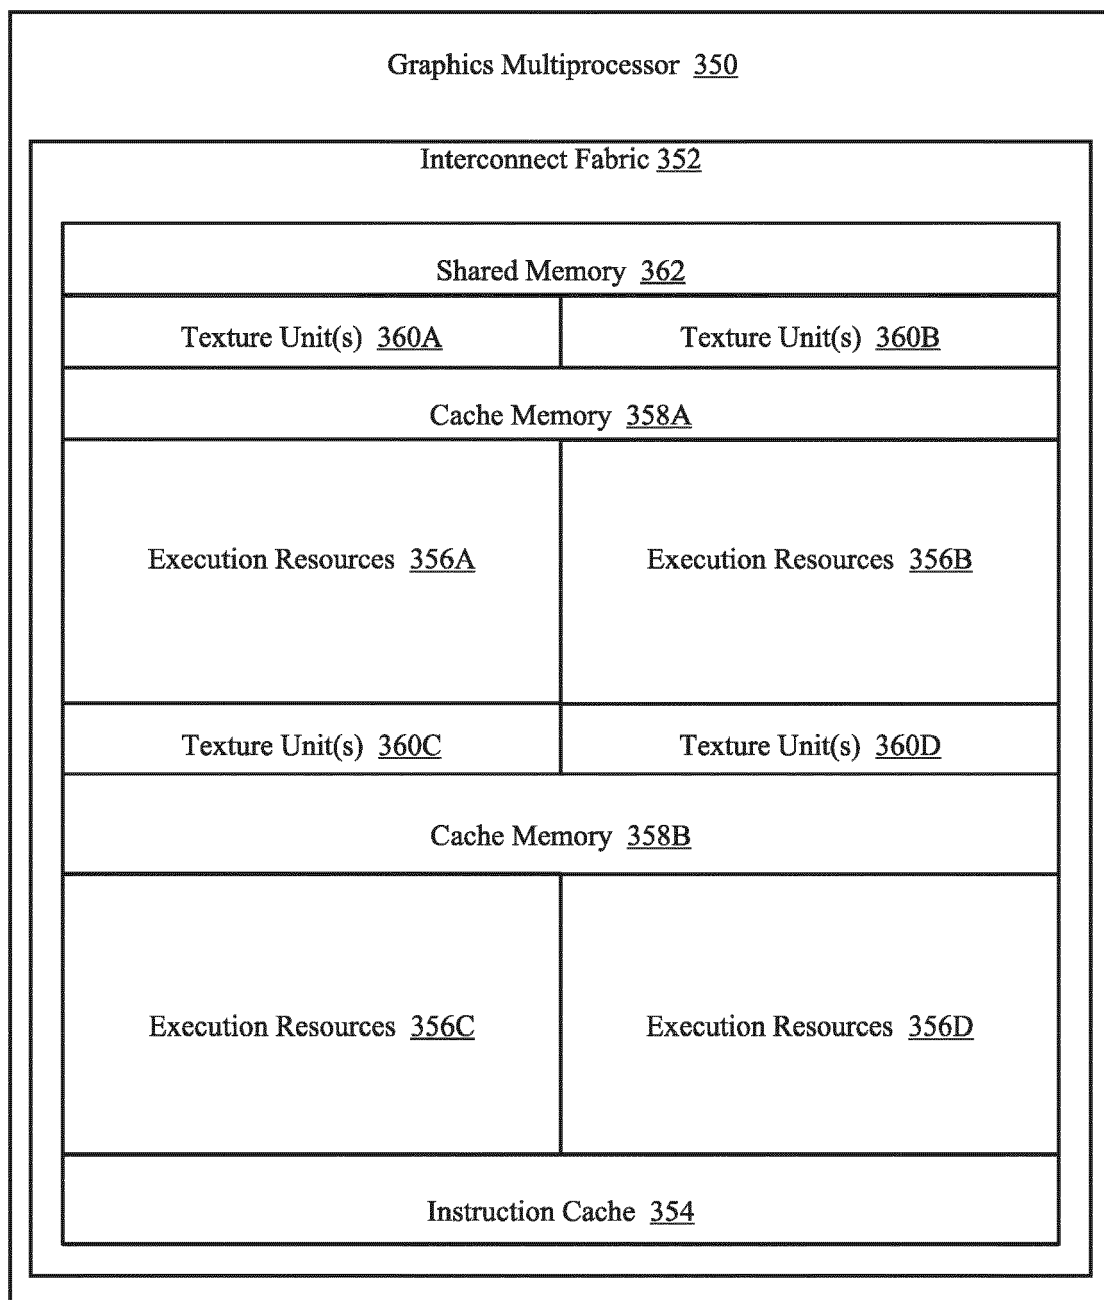 Graphics Multiprocessor 350
Interconnect Fabric 352
Shared Memory 362
Texture Unit(s) 360A
Texture Unit(s) 360B
Cache Memory 358A
Execution Resources 356A
Execution Resources 356B
Texture Unit(s) 360C
Texture Unit(s) 360D
Cache Memory 358B
Execution Resources 356C
Execution Resources 356D
Instruction Cache 354